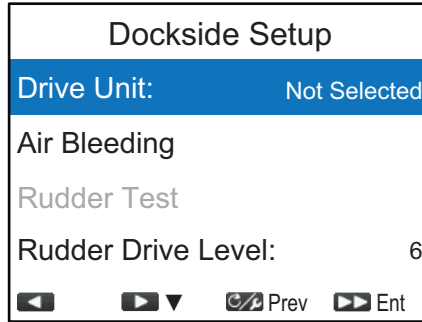 Dockside Setup
Drive Unit: Not Selected
Air Bleeding
Rudder Test
Rudder Drive Level: 6
Prev Ent